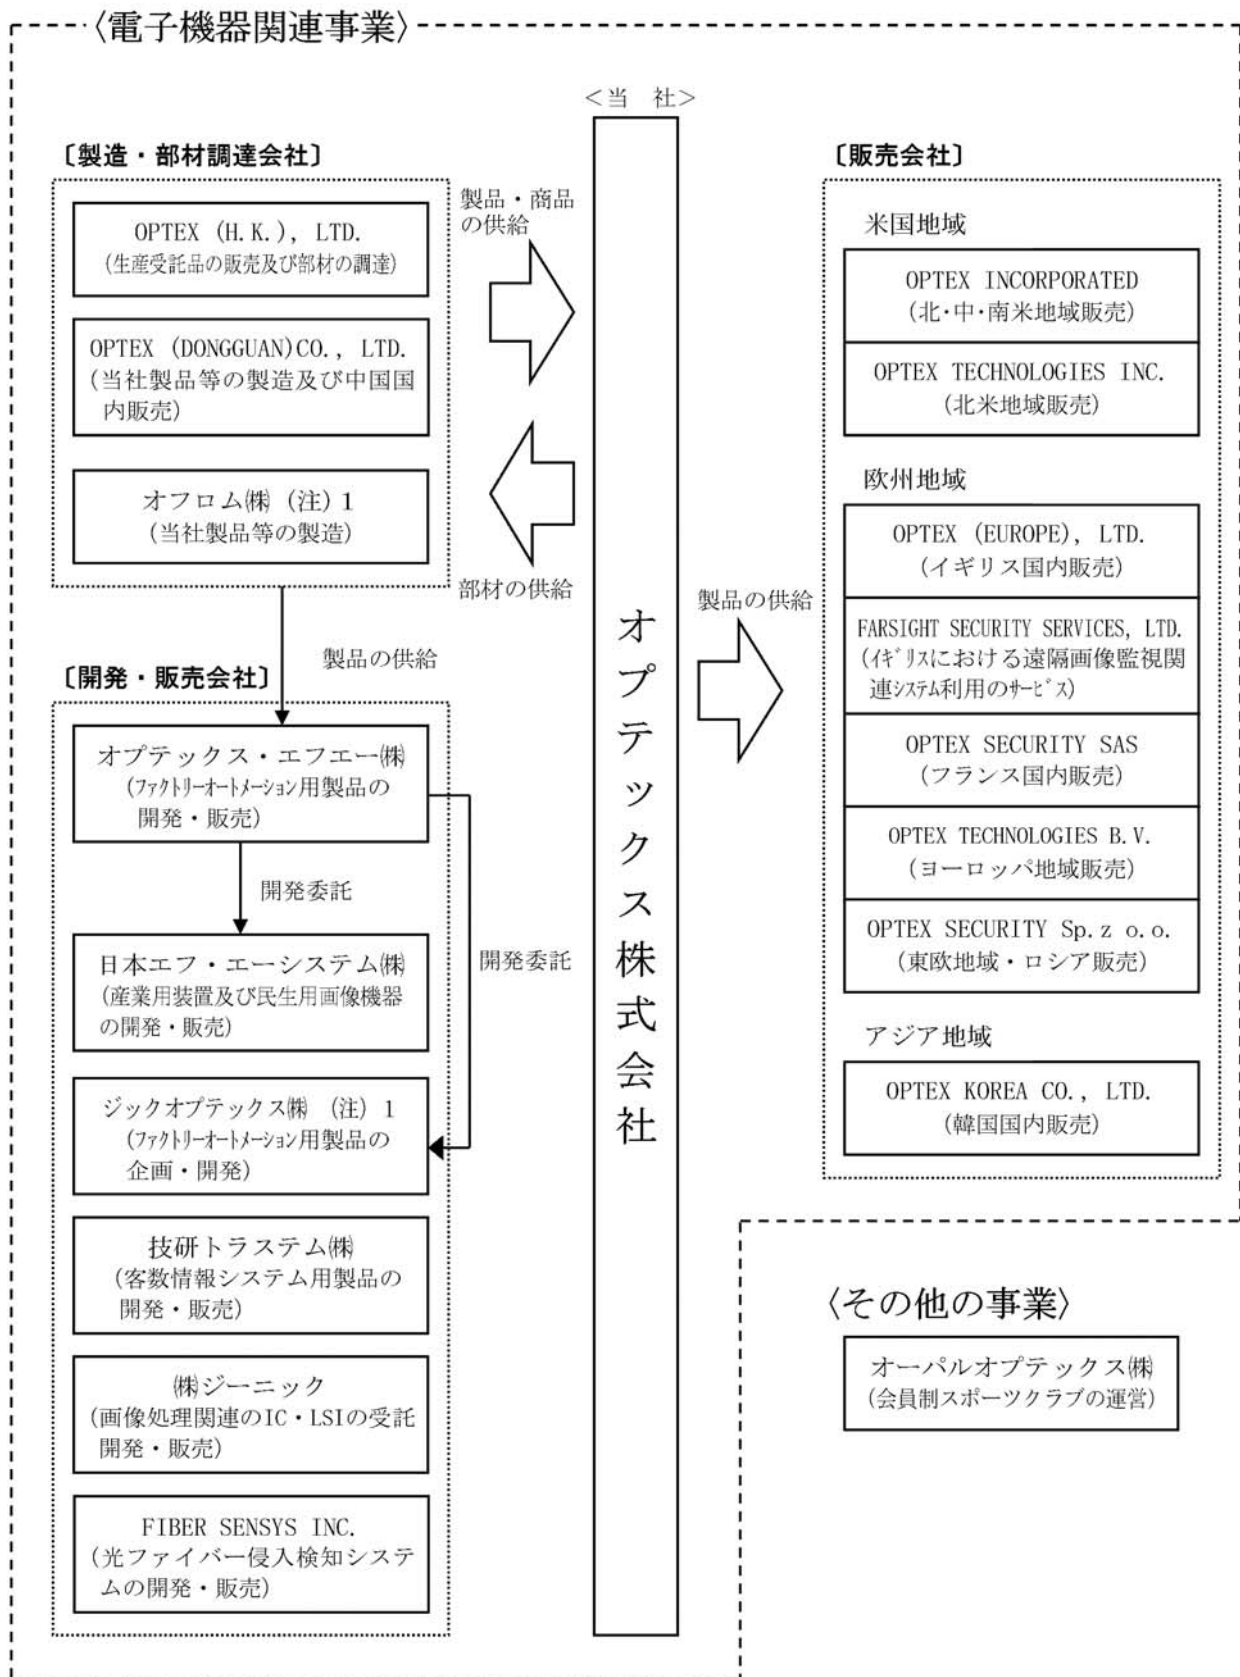 〈電子機器関連事業〉
＜当　社＞
〔製造・部材調達会社〕
OPTEX (H.K.), LTD.
(生産受託品の販売及び部材の調達)
OPTEX (DONGGUAN)CO., LTD.
(当社製品等の製造及び中国国
内販売)
オフロム㈱ (注) 1
(当社製品等の製造)
製品・商品
の供給
部材の供給
製品の供給
〔開発・販売会社〕
オプテックス・エフエー㈱
(ファクトリーオートメーション用製品の
開発・販売)
開発委託
日本エフ・エーシステム㈱
(産業用装置及び民生用画像機器
の開発・販売)
開発委託
ジックオプテックス㈱ (注) 1
(ファクトリーオートメーション用製品の
企画・開発)
技研トラステム㈱
(客数情報システム用製品の
開発・販売)
㈱ジーニック
(画像処理関連のIC・LSIの受託
開発・販売)
FIBER SENSYS INC.
(光ファイバー侵入検知システ
ムの開発・販売)
オプテックス株式会社
製品の供給
〔販売会社〕
米国地域
OPTEX INCORPORATED
(北・中・南米地域販売)
OPTEX TECHNOLOGIES INC.
(北米地域販売)
欧州地域
OPTEX (EUROPE), LTD.
(イギリス国内販売)
FARSIGHT SECURITY SERVICES, LTD.
(ｲｷﾞﾘｽにおける遠隔画像監視関
連ｼｽﾃﾑ利用のｻｰﾋﾞｽ)
OPTEX SECURITY SAS
(フランス国内販売)
OPTEX TECHNOLOGIES B.V.
(ヨーロッパ地域販売)
OPTEX SECURITY Sp.z o.o.
(東欧地域・ロシア販売)
アジア地域
OPTEX KOREA CO., LTD.
(韓国国内販売)
〈その他の事業〉
オーパルオプテックス㈱
(会員制スポーツクラブの運営)